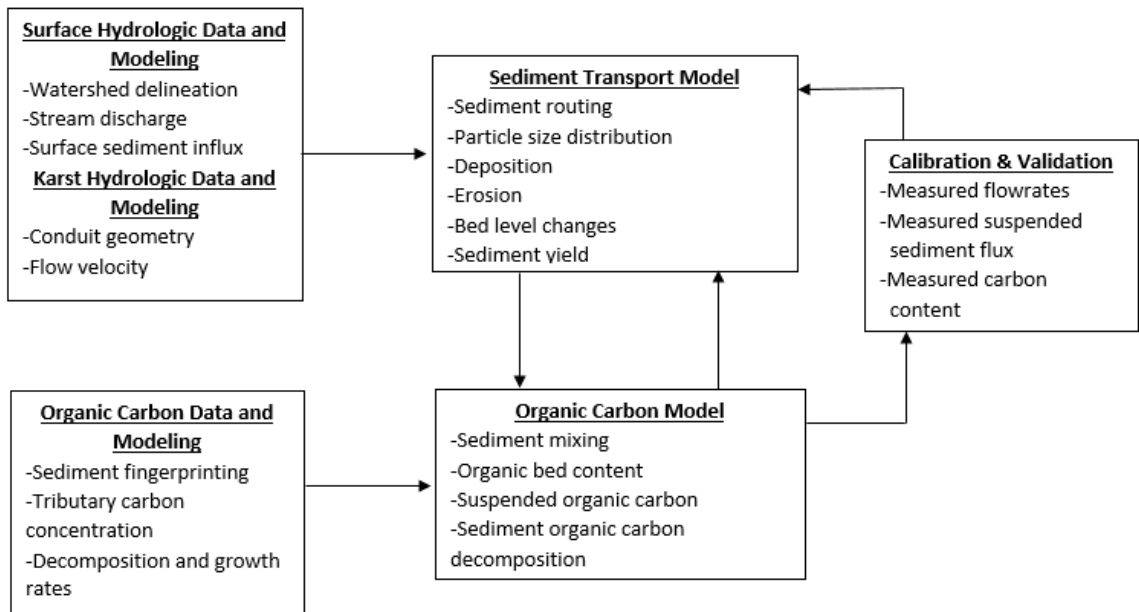 Surface Hydrologic Data and
Modeling
-Watershed delineation
-Stream discharge
-Surface sediment influx
Karst Hydrologic Data and
Modeling
-Conduit geometry
-Flow velocity
Sediment Transport Model
-Sediment routing
-Particle size distribution
-Deposition
-Erosion
-Bed level changes
-Sediment yield
Calibration & Validation
-Measured flowrates
-Measured suspended
sediment flux
-Measured carbon
content
Organic Carbon Data and
Modeling
-Sediment fingerprinting
-Tributary carbon
concentration
-Decomposition and growth
rates
Organic Carbon Model
-Sediment mixing
-Organic bed content
-Suspended organic carbon
-Sediment organic carbon
decomposition